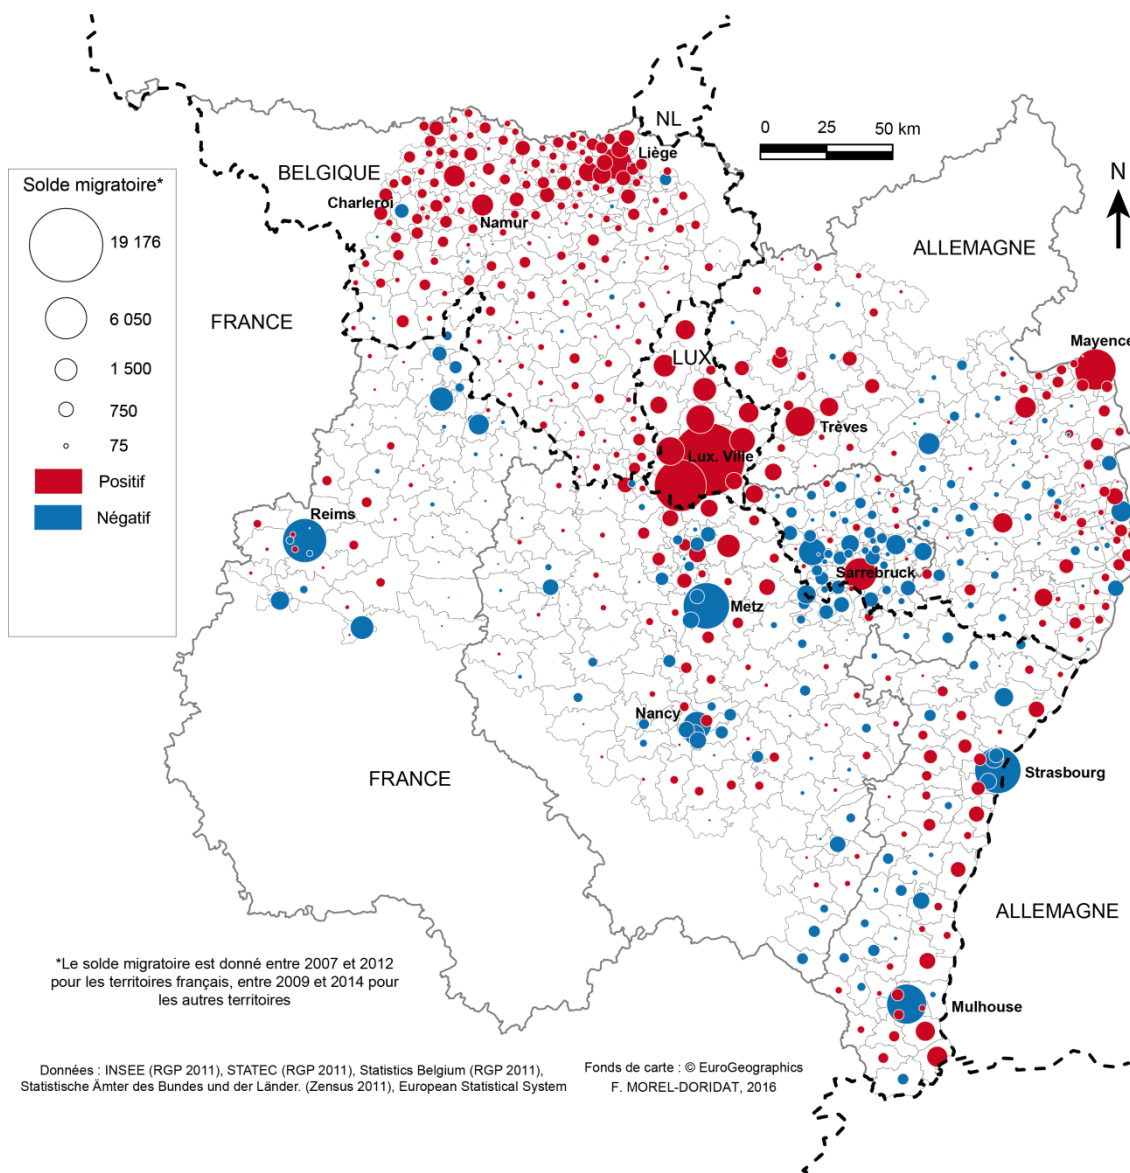 NL
0 25 50 km
Liège
BELGIQUE
Charleroi
Namur
N
ALLEMAGNE
Solde migratoire*
19 176
6 050
1 500
750
75
Positif
Négatif
FRANCE
LUX
Mayence
Trèves
Lux. Ville
Reims
Sarrebruck
Metz
Nancy
FRANCE
Strasbourg
ALLEMAGNE
Mulhouse
*Le solde migratoire est donné entre 2007 et 2012
pour les territoires français, entre 2009 et 2014 pour
les autres territoires
Données : INSEE (RGP 2011), STATEC (RGP 2011), Statistics Belgium (RGP 2011),
Statistische Ämter des Bundes und der Länder. (Zensus 2011), European Statistical System
Fonds de carte : © EuroGeographics
F. MOREL-DORIDAT, 2016